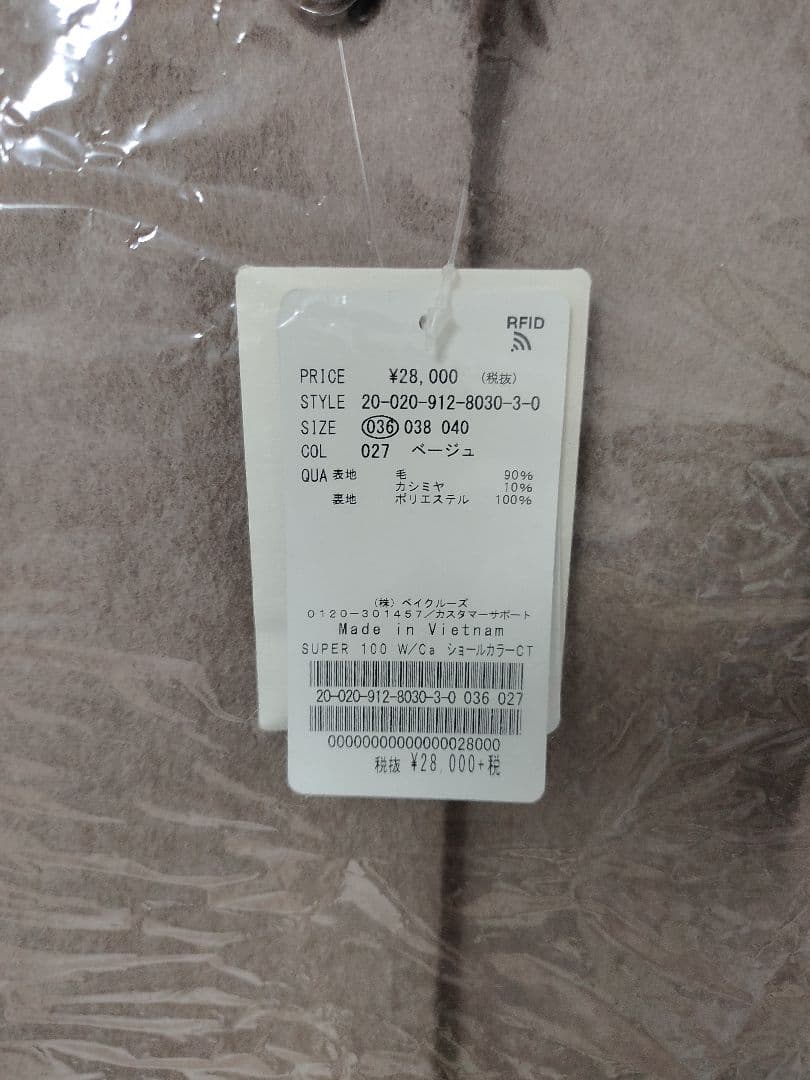 RFID
PRICE ¥28,000 (税抜)
STYLE 20-020-912-8030-3-0
SIZE 036 038 040
COL 027 ベージュ
QUA 表地 毛 90%
カシミヤ 10%
裏地 ポリエステル 100%
(株) ベイクルーズ
0120-301457/カスタマーサポート
Made in Vietnam
SUPER 100 W/Ca ショールカラーCT
20-020-912-8030-3-0 036 027
00000000000000028000
税抜 ¥28,000+税